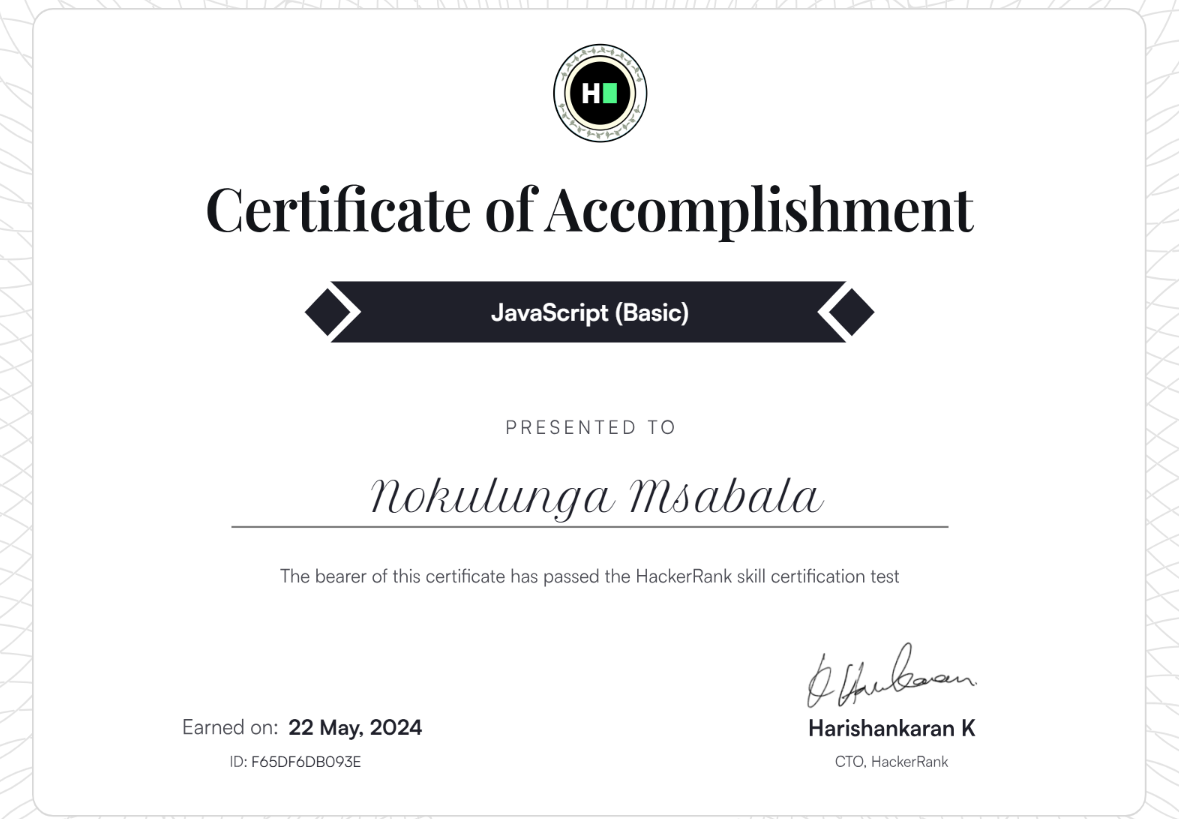 H
Certificate of Accomplishment
JavaScript (Basic)
PRESENTED TO
Nokulunga Msabala
The bearer of this certificate has passed the HackerRank skill certification test
Earned on: 22 May, 2024
ID: F65DF6DB093E
Harishankaran K
CTO, HackerRank